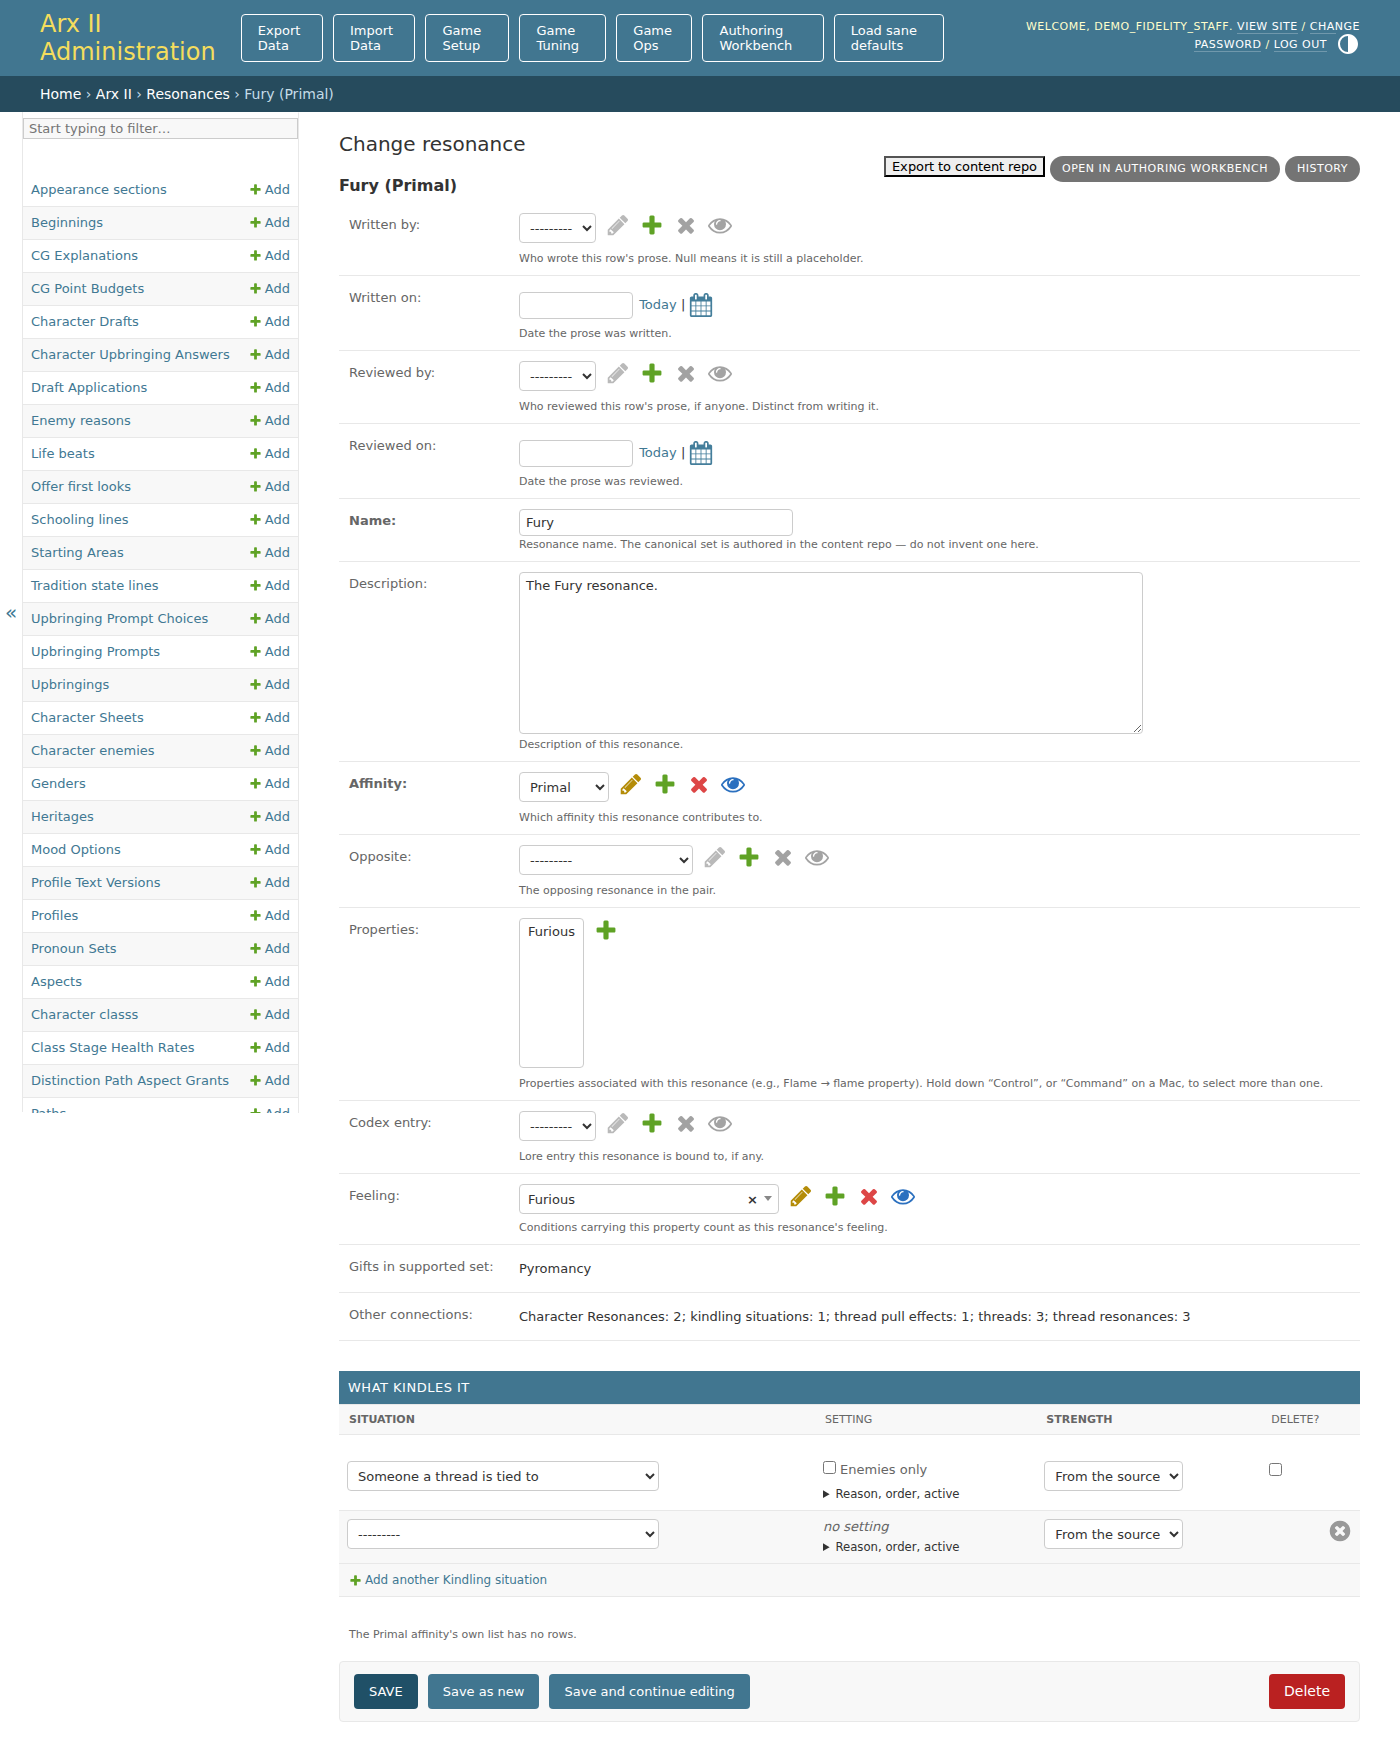 Arx II
Administration
Export
Data
Import
Data
Game
Setup
Game
Tuning
Game
Ops
Authoring
Workbench
Load sane
defaults
WELCOME, DEMO_FIDELITY_STAFF. VIEW SITE / CHANGE
PASSWORD / LOG OUT
Home › Arx II › Resonances › Fury (Primal)
Start typing to filter…
Appearance sections Add
Beginnings Add
CG Explanations Add
CG Point Budgets Add
Character Drafts Add
Character Upbringing Answers Add
Draft Applications Add
Enemy reasons Add
Life beats Add
Offer first looks Add
Schooling lines Add
Starting Areas Add
Tradition state lines Add
Upbringing Prompt Choices Add
Upbringing Prompts Add
Upbringings Add
Character Sheets Add
Character enemies Add
Genders Add
Heritages Add
Mood Options Add
Profile Text Versions Add
Profiles Add
Pronoun Sets Add
Aspects Add
Character classs Add
Class Stage Health Rates Add
Distinction Path Aspect Grants Add
Paths Add
«
Change resonance
Export to content repo
OPEN IN AUTHORING WORKBENCH
HISTORY
Fury (Primal)
Written by: ---------
Who wrote this row's prose. Null means it is still a placeholder.
Written on: Today |
Date the prose was written.
Reviewed by: ---------
Who reviewed this row's prose, if anyone. Distinct from writing it.
Reviewed on: Today |
Date the prose was reviewed.
Name: Fury
Resonance name. The canonical set is authored in the content repo — do not invent one here.
Description: The Fury resonance.
Description of this resonance.
Affinity: Primal
Which affinity this resonance contributes to.
Opposite: ---------
The opposing resonance in the pair.
Properties: Furious
Properties associated with this resonance (e.g., Flame → flame property). Hold down “Control”, or “Command” on a Mac, to select more than one.
Codex entry: ---------
Lore entry this resonance is bound to, if any.
Feeling: Furious ×
Conditions carrying this property count as this resonance's feeling.
Gifts in supported set: Pyromancy
Other connections: Character Resonances: 2; kindling situations: 1; thread pull effects: 1; threads: 3; thread resonances: 3
WHAT KINDLES IT
SITUATION SETTING STRENGTH DELETE?
Someone a thread is tied to Enemies only From the source
Reason, order, active
--------- no setting From the source
Reason, order, active
Add another Kindling situation
The Primal affinity's own list has no rows.
SAVE Save as new Save and continue editing Delete